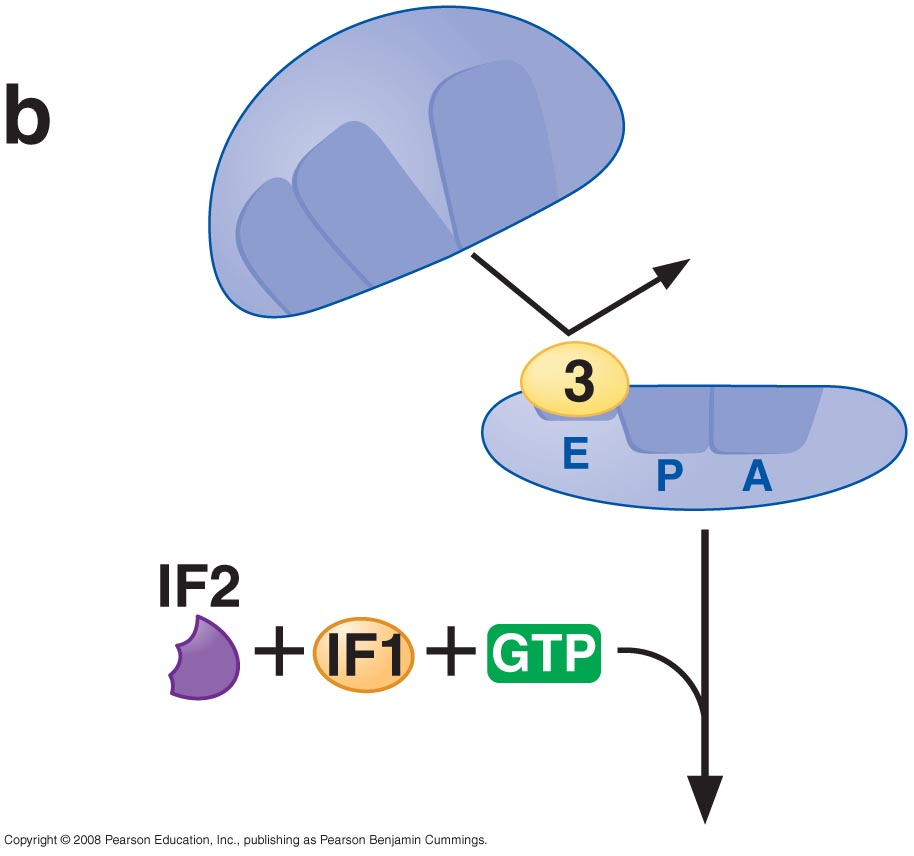 b
3
E
P
A
IF2
+ IF1 + GTP
Copyright © 2008 Pearson Education, Inc., publishing as Pearson Benjamin Cummings.